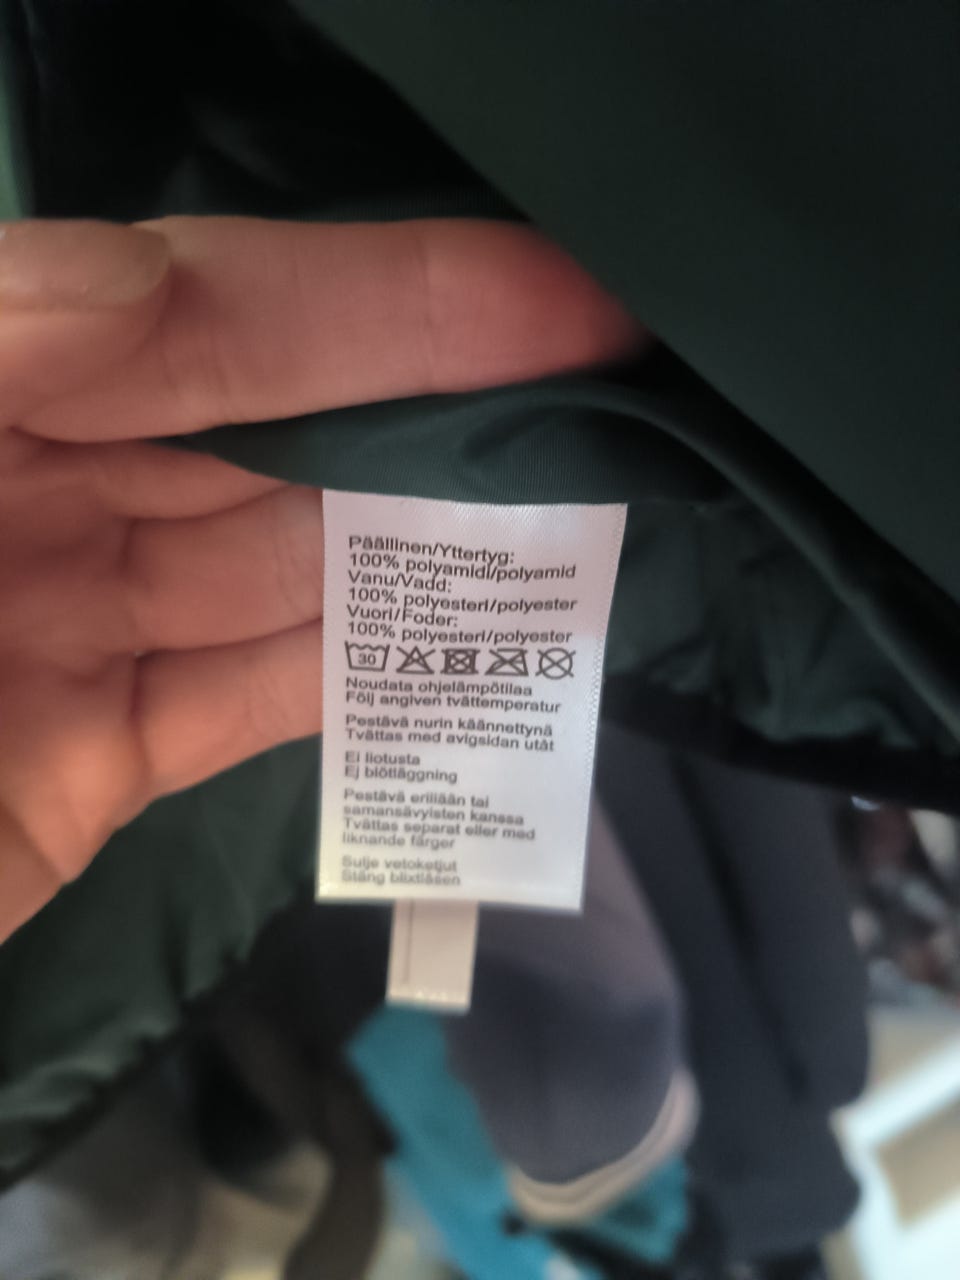 Päällinen/Yttertyg:
100% polyamidi/polyamid
Vanu/Vadd:
100% polyesteri/polyester
Vuori/Foder:
100% polyesteri/polyester
30
Noudata ohjelämpötilaa
Följ angiven tvättemperatur
Pestävä nurin käännettynä
Tvättas med avigsidan utåt
Ei liotusta
Ej blötläggning
Pestävä erillään tai
samansävyisten kanssa
Tvättas separat eller med
liknande färger
Sulje vetoketjut
Stäng blixtlåsen